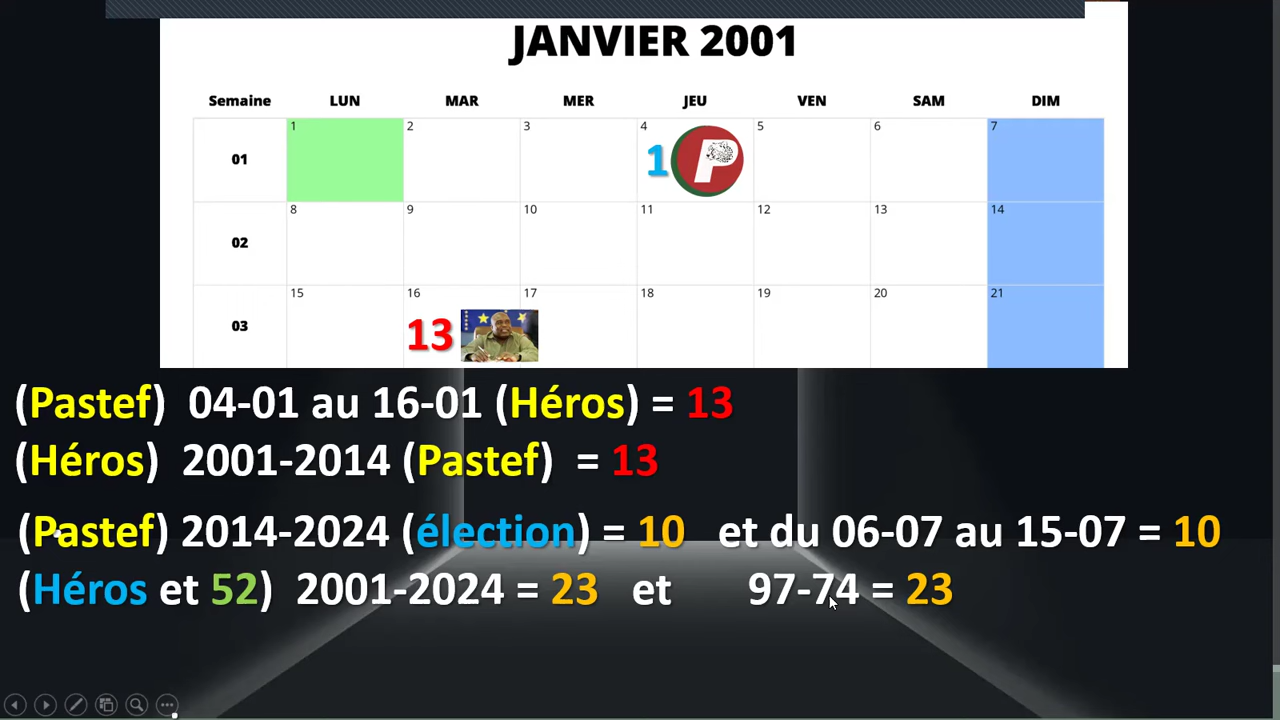 JANVIER 2001
Semaine LUN MAR MER JEU VEN SAM DIM
1 2 3 4 5 6 7
01 1 P
8 9 10 11 12 13 14
02
15 16 17 18 19 20 21
03 13
(Pastef) 04-01 au 16-01 (Héros) = 13
(Héros) 2001-2014 (Pastef) = 13
(Pastef) 2014-2024 (élection) = 10 et du 06-07 au 15-07 = 10
(Héros et 52) 2001-2024 = 23 et 97-74 = 23